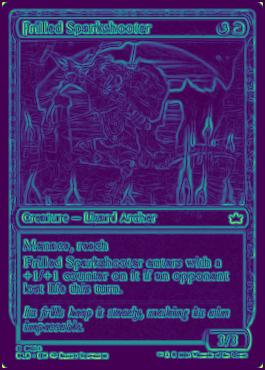 Frilled Sparkshooter 3
Creature — Lizard Archer
Menace, reach
Frilled Sparkshooter enters with a
+1/+1 counter on it if an opponent
lost life this turn.
Its frills keep it steady, making its aim
impeccable.
3/3